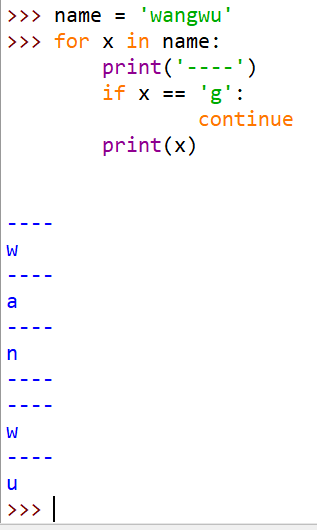 >>> name = 'wangwu'
>>> for x in name:
        print('----')
        if x == 'g':
                continue
        print(x)
----
w
----
a
----
n
----
----
w
----
u
>>>